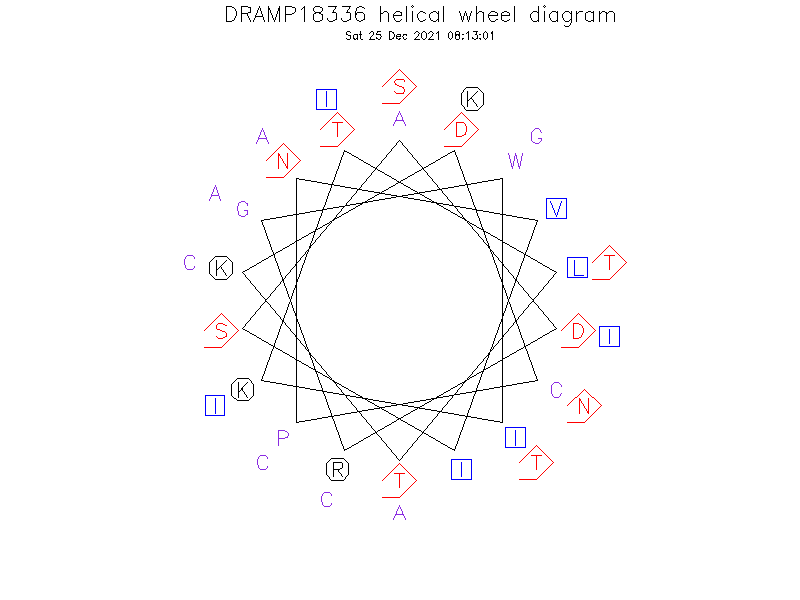 DRAMP18336 helical wheel diagram
Sat 25 Dec 2021 08:13:01
S
I K
A
T D
A G
N W
A
G V
C K L T
S D I
K C
I N
P I
C T
R I
T
C
A